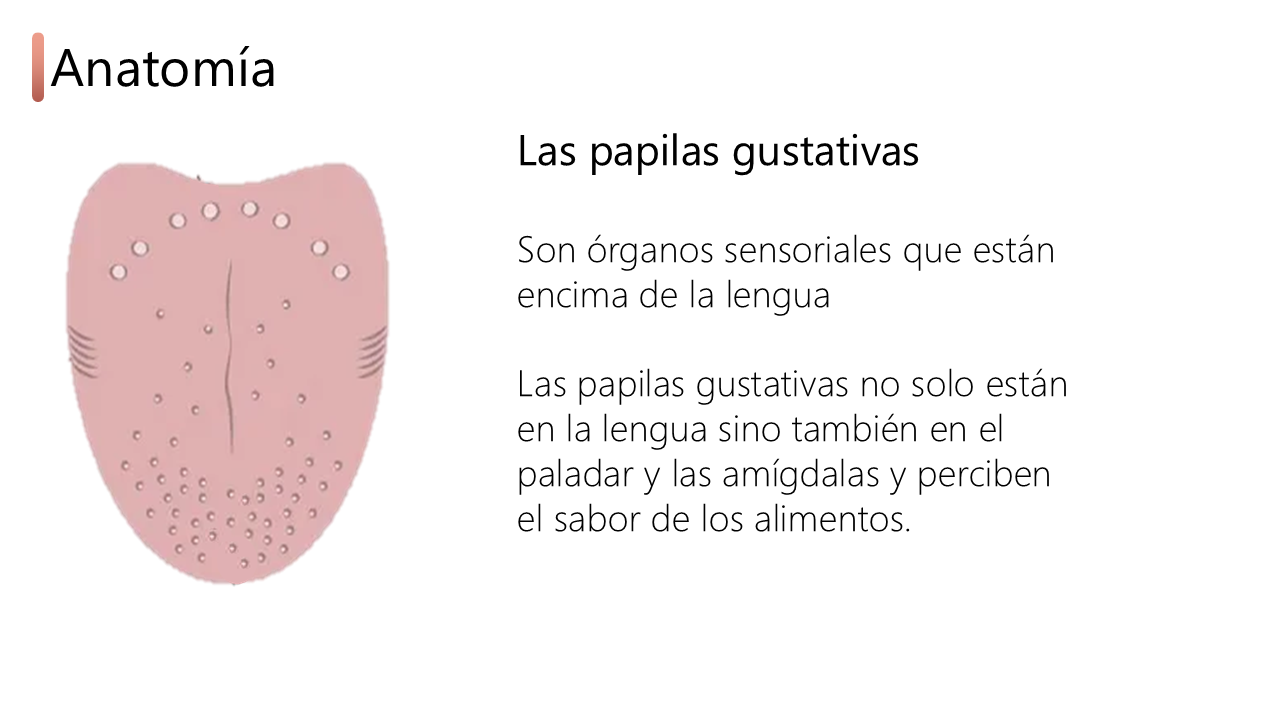 Anatomía
Las papilas gustativas
Son órganos sensoriales que están
encima de la lengua
Las papilas gustativas no solo están
en la lengua sino también en el
paladar y las amígdalas y perciben
el sabor de los alimentos.